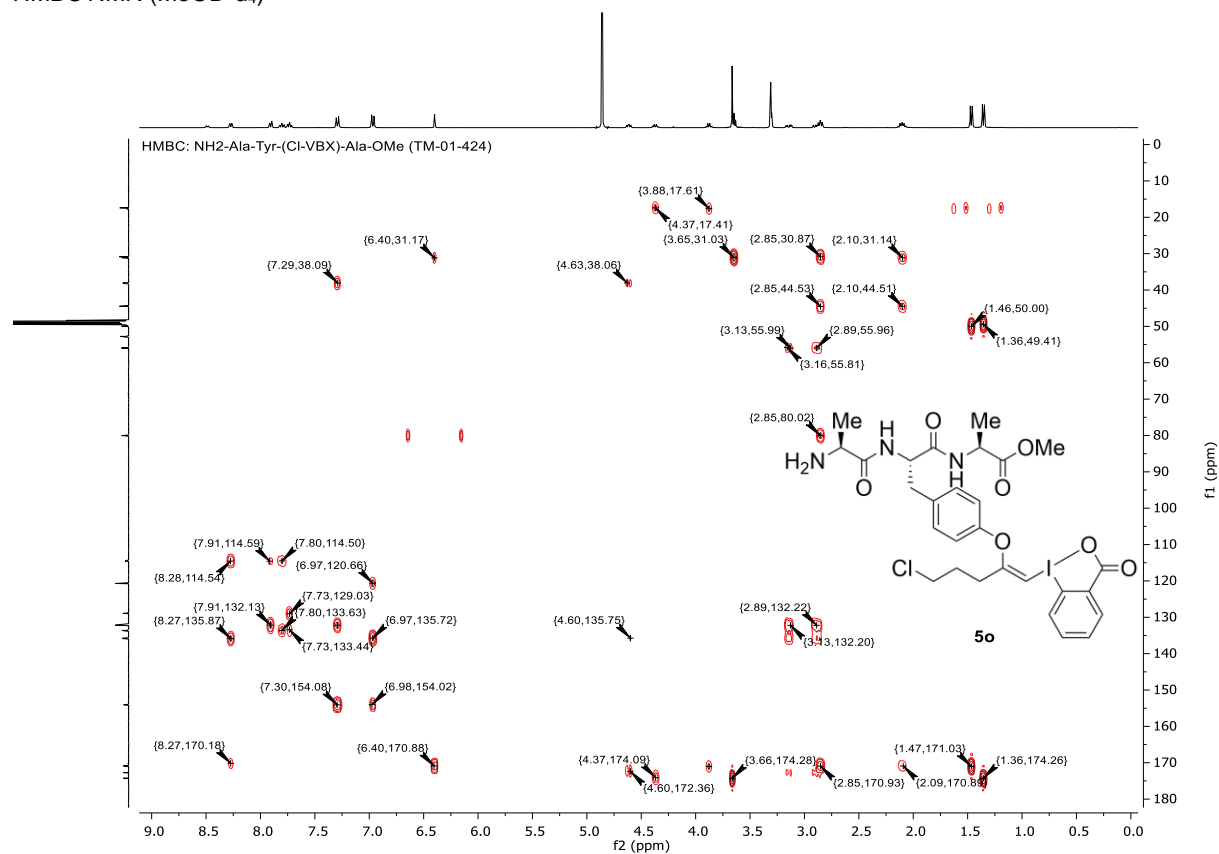 HMBC NMR (MeOD-d4)
HMBC: NH2-Ala-Tyr-(Cl-VBX)-Ala-OMe (TM-01-424)
{3.88,17.61}
{4.37,17.41}
{6.40,31.17}
{3.65,31.03}
{2.85,30.87}
{2.10,31.14}
{7.29,38.09}
{4.63,38.06}
{2.85,44.53}
{2.10,44.51}
{1.46,50.00}
{1.36,49.41}
{3.13,55.99}
{2.89,55.96}
{3.16,55.81}
{2.85,80.02}
Me
O
Me
H
N
OMe
H2N
N
H
O
O
O
O
Cl
I
O
5o
{7.91,114.59}
{7.80,114.50}
{8.28,114.54}
{6.97,120.66}
{7.73,129.03}
{7.91,132.13}
{7.80,133.63}
{8.27,135.87}
{6.97,135.72}
{7.73,133.44}
{4.60,135.75}
{2.89,132.22}
{3.13,132.20}
{7.30,154.08}
{6.98,154.02}
{8.27,170.18}
{6.40,170.88}
{4.37,174.09}
{3.66,174.28}
{1.47,171.03}
{1.36,174.26}
{4.60,172.36}
{2.85,170.93}
{2.09,170.89}
0
10
20
30
40
50
60
70
80
90
100
110
120
130
140
150
160
170
180
f1 (ppm)
9.0 8.5 8.0 7.5 7.0 6.5 6.0 5.5 5.0 4.5 4.0 3.5 3.0 2.5 2.0 1.5 1.0 0.5 0.0
f2 (ppm)